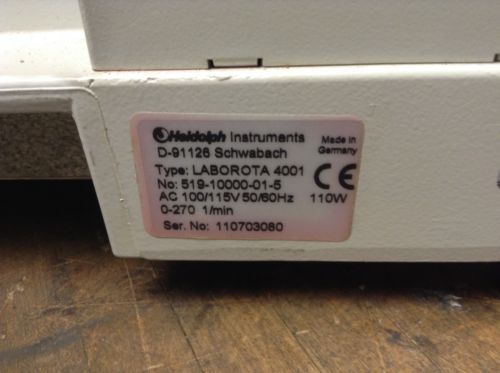 Heidolph Instruments
Made in
Germany
D-91126 Schwabach
Type: LABOROTA 4001
No: 519-10000-01-5
CE
AC 100/115V 50/60Hz 110W
0-270 1/min
Ser. No: 110703080